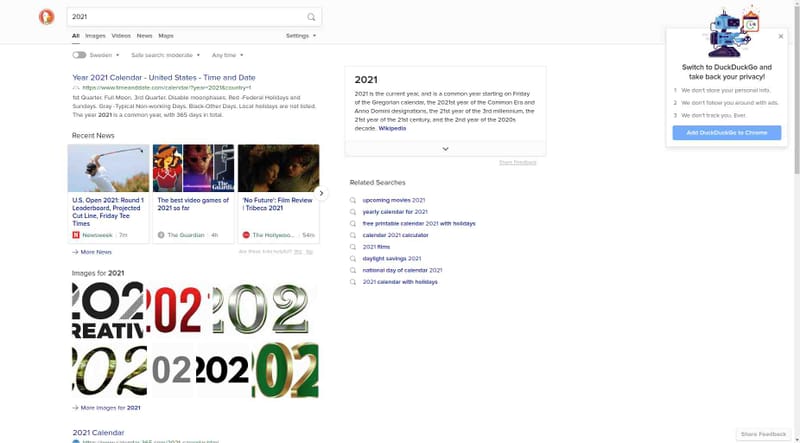 2021
All Images Videos News Maps Settings
Sweden Safe search: moderate Any time
Year 2021 Calendar - United States - Time and Date
https://www.timeanddate.com/calendar/?year=2021&country=1
1st Quarter. Full Moon. 3rd Quarter. Disable moonphases. Red -Federal Holidays and
Sundays. Gray -Typical Non-working Days. Black-Other Days. Local holidays are not listed.
The year 2021 is a common year, with 365 days in total.
Recent News
The Guardian
U.S. Open 2021: Round 1
Leaderboard, Projected
Cut Line, Friday Tee
Times
N Newsweek 7m
The best video games of
2021 so far
The Guardian 4h
'No Future': Film Review
| Tribeca 2021
The Hollywoo... 54m
More News
Are these links helpful? Yes No
Images for 2021
202
REATIV
202
202
202
02
202
202
More Images for 2021
2021 Calendar
2021
2021 is the current year, and is a common year starting on Friday
of the Gregorian calendar, the 2021st year of the Common Era and
Anno Domini designations, the 21st year of the 3rd millennium, the
21st year of the 21st century, and the 2nd year of the 2020s
decade. Wikipedia
Share Feedback
Related Searches
upcoming movies 2021
yearly calendar for 2021
free printable calendar 2021 with holidays
calendar 2021 calculator
2021 films
daylight savings 2021
national day of calendar 2021
2021 calendar with holidays
Switch to DuckDuckGo and
take back your privacy!
1 We don't store your personal info.
2 We don't follow you around with ads.
3 We don't track you. Ever.
Add DuckDuckGo to Chrome
Share Feedback